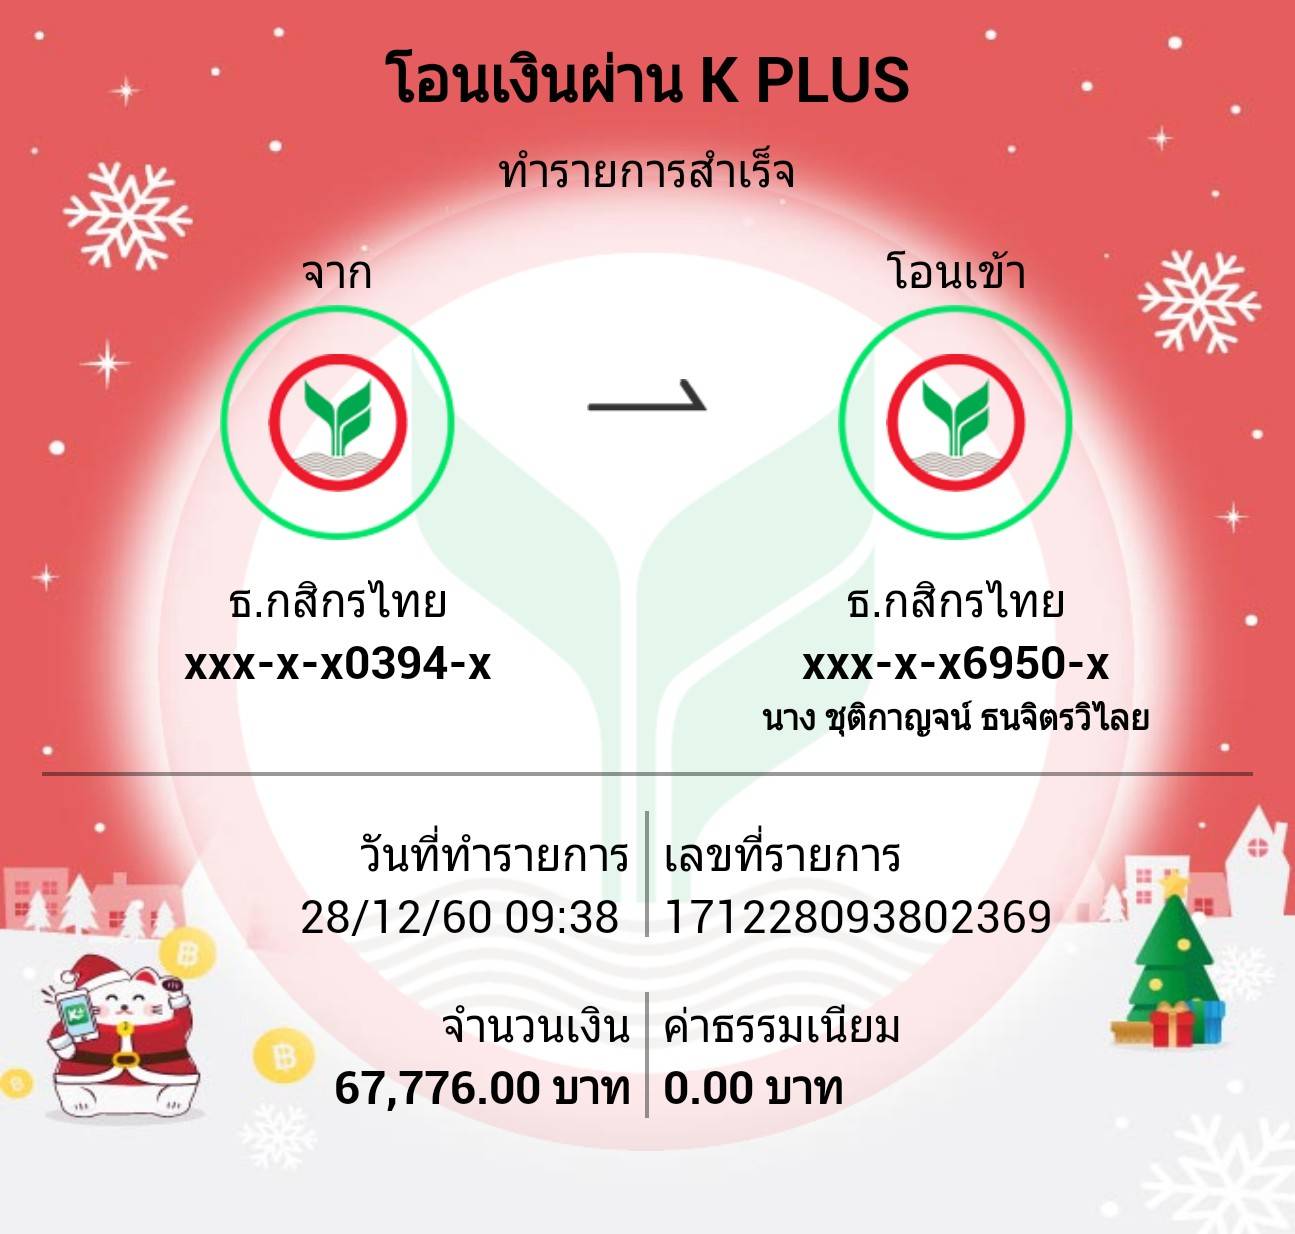 โอนเงินผ่าน K PLUS
ทำรายการสำเร็จ
จาก
โอนเข้า
ธ.กสิกรไทย
xxx-x-x0394-x
ธ.กสิกรไทย
xxx-x-x6950-x
นาง ชุติกาญจน์ ธนจิตรวิไลย
วันที่ทำรายการ
28/12/60 09:38
เลขที่รายการ
171228093802369
จำนวนเงิน
67,776.00 บาท
ค่าธรรมเนียม
0.00 บาท